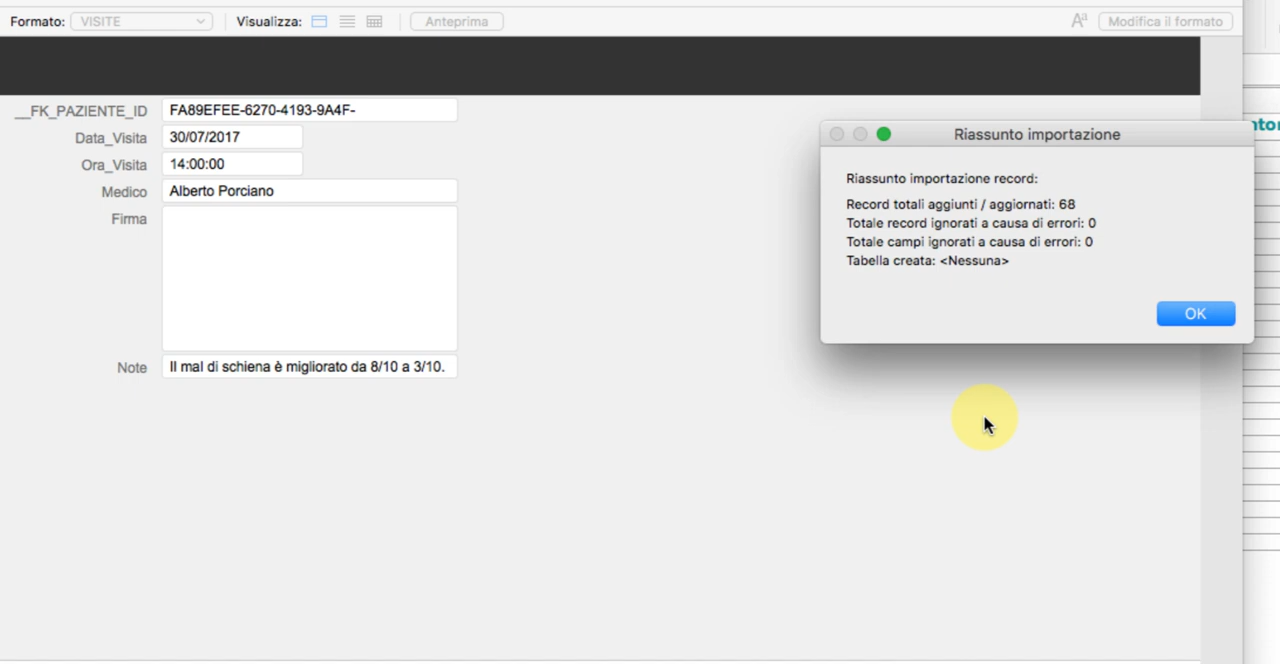 Formato: VISITE Visualizza: Anteprima Aª Modifica il formato
__FK_PAZIENTE_ID FA89EFEE-6270-4193-9A4F-
Data_Visita 30/07/2017
Ora_Visita 14:00:00
Medico Alberto Porciano
Firma
Note Il mal di schiena è migliorato da 8/10 a 3/10.
Riassunto importazione
Riassunto importazione record:
Record totali aggiunti / aggiornati: 68
Totale record ignorati a causa di errori: 0
Totale campi ignorati a causa di errori: 0
Tabella creata: <Nessuna>
OK